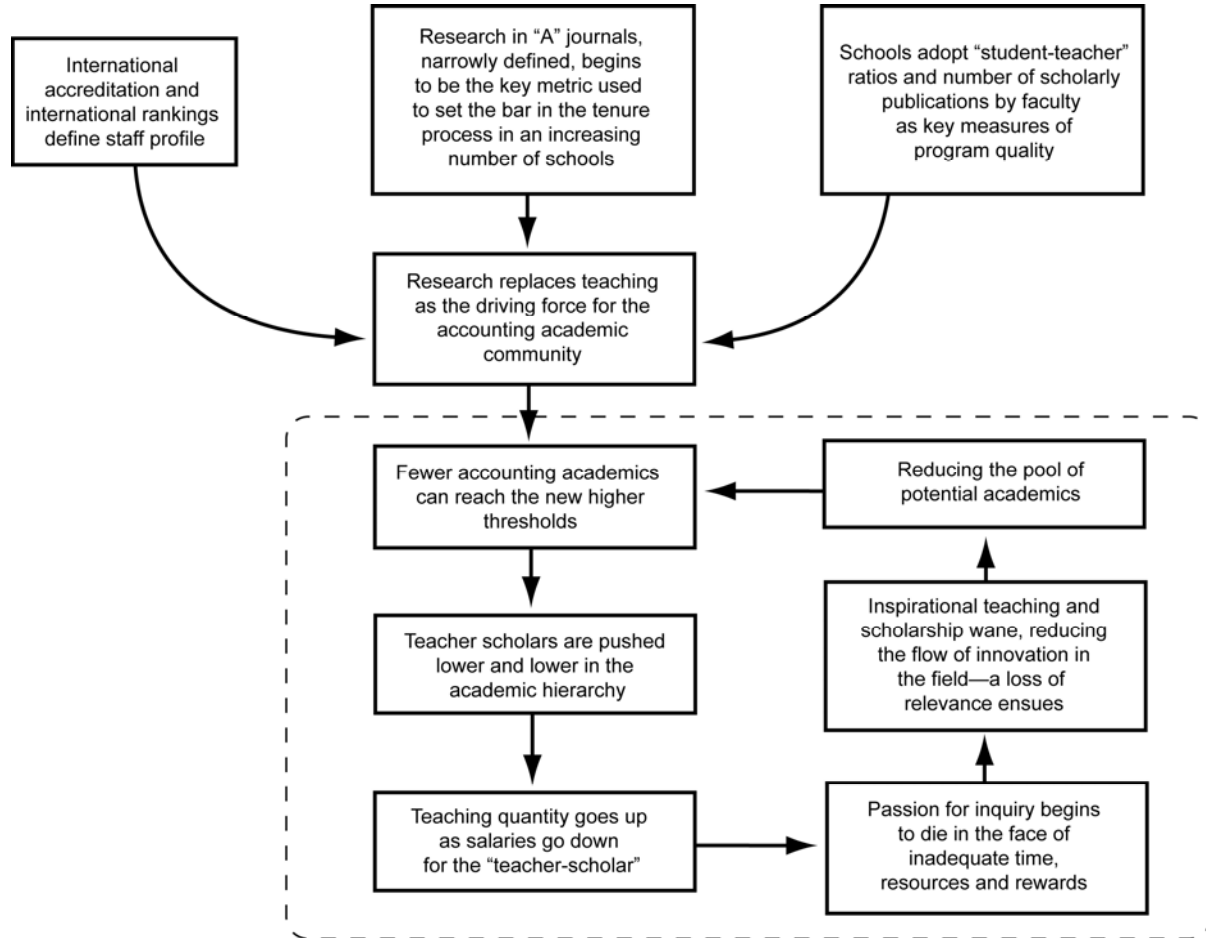 International
accreditation and
international rankings
define staff profile
Research in “A” journals,
narrowly defined, begins
to be the key metric used
to set the bar in the tenure
process in an increasing
number of schools
Schools adopt “student-teacher”
ratios and number of scholarly
publications by faculty
as key measures of
program quality
Research replaces teaching
as the driving force for the
accounting academic
community
Fewer accounting academics
can reach the new higher
thresholds
Teacher scholars are pushed
lower and lower in the
academic hierarchy
Teaching quantity goes up
as salaries go down
for the “teacher-scholar”
Passion for inquiry begins
to die in the face of
inadequate time,
resources and rewards
Inspirational teaching and
scholarship wane, reducing
the flow of innovation in
the field—a loss of
relevance ensues
Reducing the pool of
potential academics